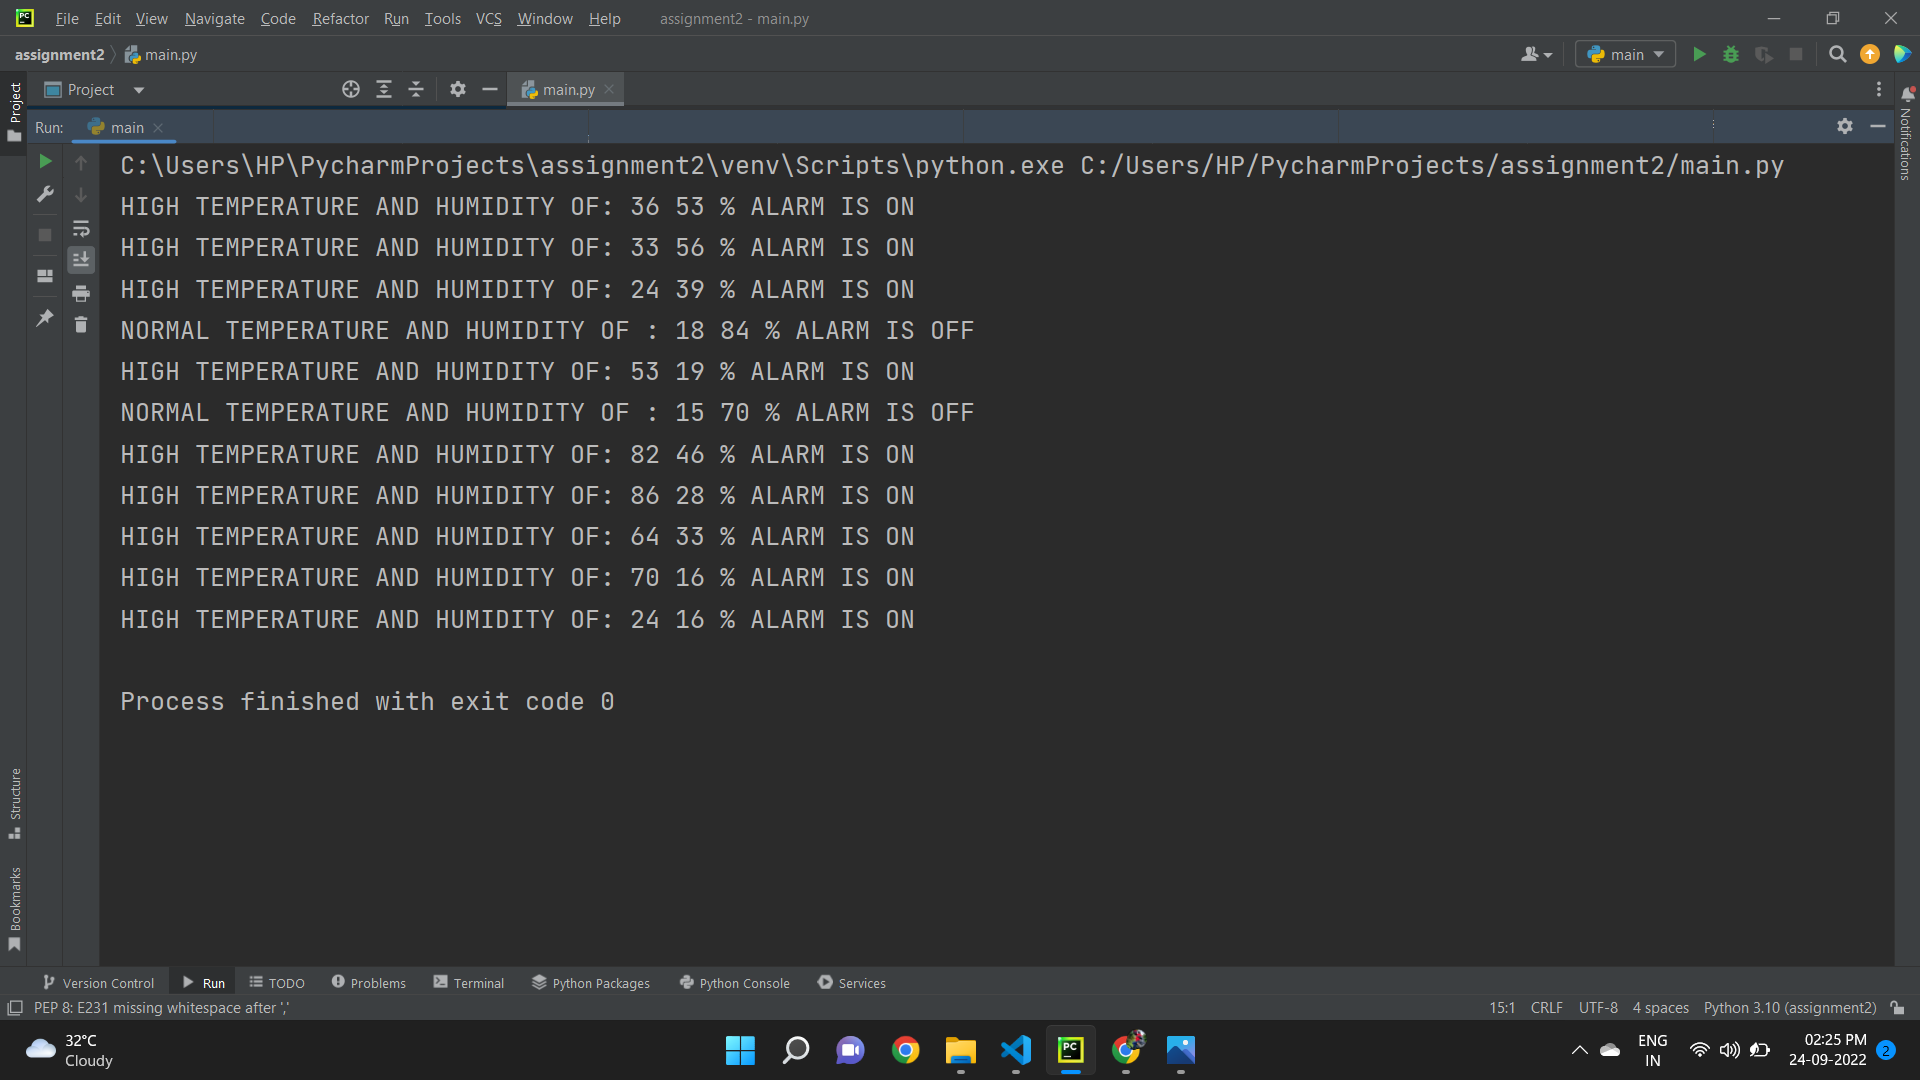 File Edit View Navigate Code Refactor Run Tools VCS Window Help assignment2 - main.py
assignment2 main.py main
Project main.py
Run: main
C:\Users\HP\PycharmProjects\assignment2\venv\Scripts\python.exe C:/Users/HP/PycharmProjects/assignment2/main.py
HIGH TEMPERATURE AND HUMIDITY OF: 36 53 % ALARM IS ON
HIGH TEMPERATURE AND HUMIDITY OF: 33 56 % ALARM IS ON
HIGH TEMPERATURE AND HUMIDITY OF: 24 39 % ALARM IS ON
NORMAL TEMPERATURE AND HUMIDITY OF : 18 84 % ALARM IS OFF
HIGH TEMPERATURE AND HUMIDITY OF: 53 19 % ALARM IS ON
NORMAL TEMPERATURE AND HUMIDITY OF : 15 70 % ALARM IS OFF
HIGH TEMPERATURE AND HUMIDITY OF: 82 46 % ALARM IS ON
HIGH TEMPERATURE AND HUMIDITY OF: 86 28 % ALARM IS ON
HIGH TEMPERATURE AND HUMIDITY OF: 64 33 % ALARM IS ON
HIGH TEMPERATURE AND HUMIDITY OF: 70 16 % ALARM IS ON
HIGH TEMPERATURE AND HUMIDITY OF: 24 16 % ALARM IS ON
Process finished with exit code 0
Project
Structure
Bookmarks
Notifications
Version Control Run TODO Problems Terminal Python Packages Python Console Services
PEP 8: E231 missing whitespace after ',' 15:1 CRLF UTF-8 4 spaces Python 3.10 (assignment2)
32°C
Cloudy
PC
ENG
IN
02:25 PM
24-09-2022
2